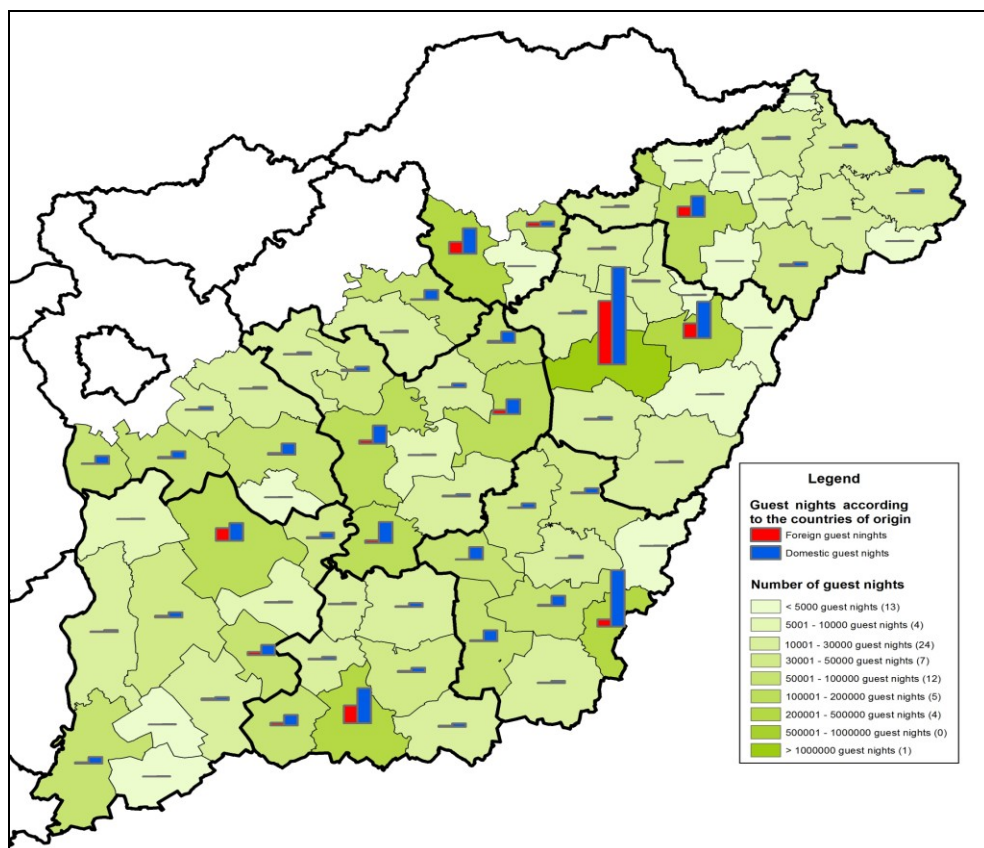 Legend
Guest nights according
to the countries of origin
Foreign guest ninghts
Domestic guest nights
Number of guest nights
< 5000 guest nights (13)
5001 - 10000 guest nights (4)
10001 - 30000 guest nights (24)
30001 - 50000 guest nights (7)
50001 - 100000 guest nights (12)
100001 - 200000 guest nights (5)
200001 - 500000 guest nights (4)
500001 - 1000000 guest nights (0)
> 1000000 guest nights (1)